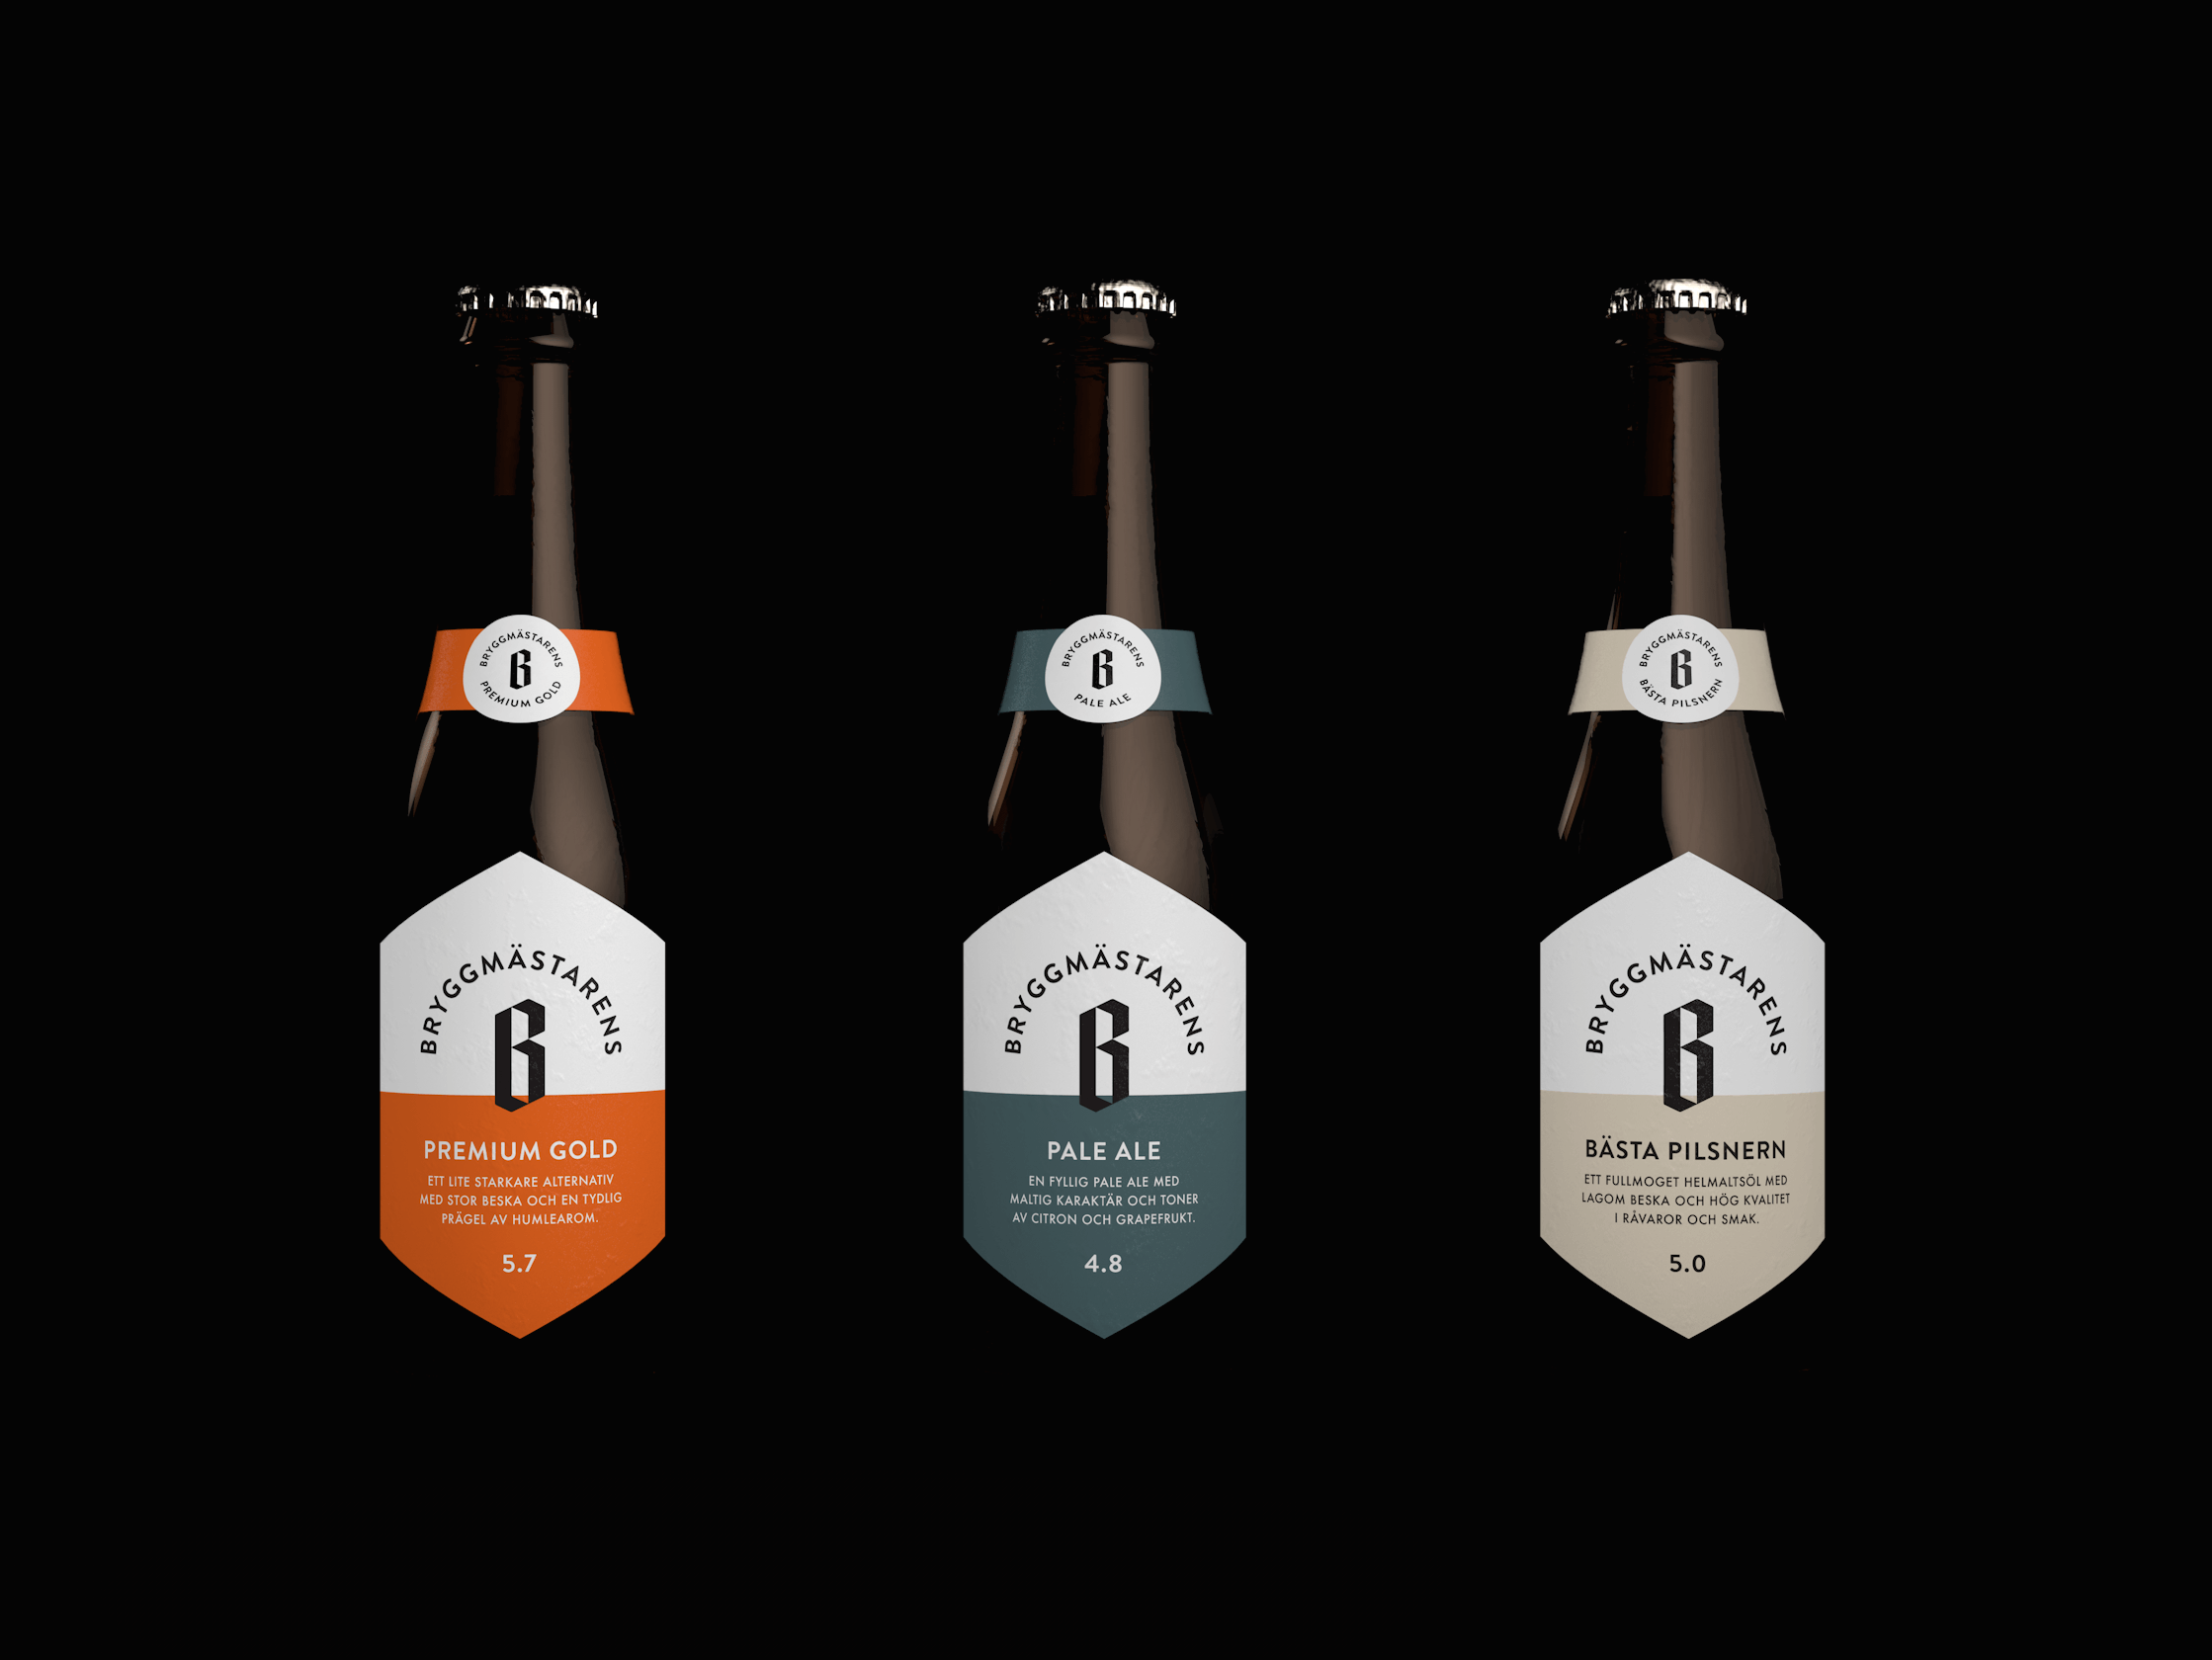 BRYGGMÄSTARENS
B
PREMIUM GOLD
BRYGGMÄSTARENS
B
PALE ALE
BRYGGMÄSTARENS
B
BÄSTA PILSNERN
BRYGGMÄSTARENS
B
PREMIUM GOLD
ETT LITE STARKARE ALTERNATIV
MED STOR BESKA OCH EN TYDLIG
PRÄGEL AV HUMLEAROM.
5.7
BRYGGMÄSTARENS
B
PALE ALE
EN FYLLIG PALE ALE MED
MALTIG KARAKTÄR OCH TONER
AV CITRON OCH GRAPEFRUKT.
4.8
BRYGGMÄSTARENS
B
BÄSTA PILSNERN
ETT FULLMOGET HELMALTSÖL MED
LAGOM BESKA OCH HÖG KVALITET
I RÅVAROR OCH SMAK.
5.0